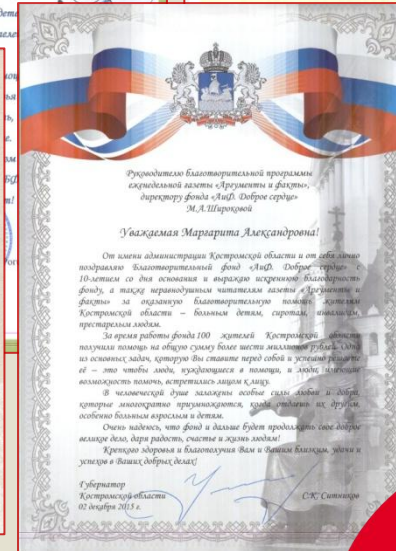 Руководителю благотворительной программы
еженедельной газеты «Аргументы и факты»,
директору фонда «АиФ. Доброе сердце»
М.А.Широковой
Уважаемая Маргарита Александровна!
От имени администрации Костромской области и от себя лично
поздравляю Благотворительный фонд «АиФ. Доброе сердце» с
10-летием со дня основания и выражаю искреннюю благодарность
фонду, а также неравнодушным читателям газеты «Аргументы и
факты» за оказанную благотворительную помощь жителям
Костромской области – больным детям, сиротам, инвалидам,
престарелым людям.
За время работы фонда 100 жителей Костромской области
получили помощь на общую сумму более шести миллионов рублей. Одна
из основных задач, которую Вы ставите перед собой и успешно решаете
её – это чтобы люди, нуждающиеся в помощи, и люди, имеющие
возможность помочь, встретились лицом к лицу.
В человеческой душе заложены особые силы любви и добра,
которые многократно приумножаются, когда отдаешь их другим,
особенно больным взрослым и детям.
Очень надеюсь, что фонд и дальше будет продолжать свое доброе
великое дело, даря радость, счастье и жизнь людям!
Крепкого здоровья и благополучия Вам и Вашим близким, удачи и
успехов в Ваших добрых делах!
Губернатор
Костромской области
С.К. Ситников
02 декабря 2015 г.